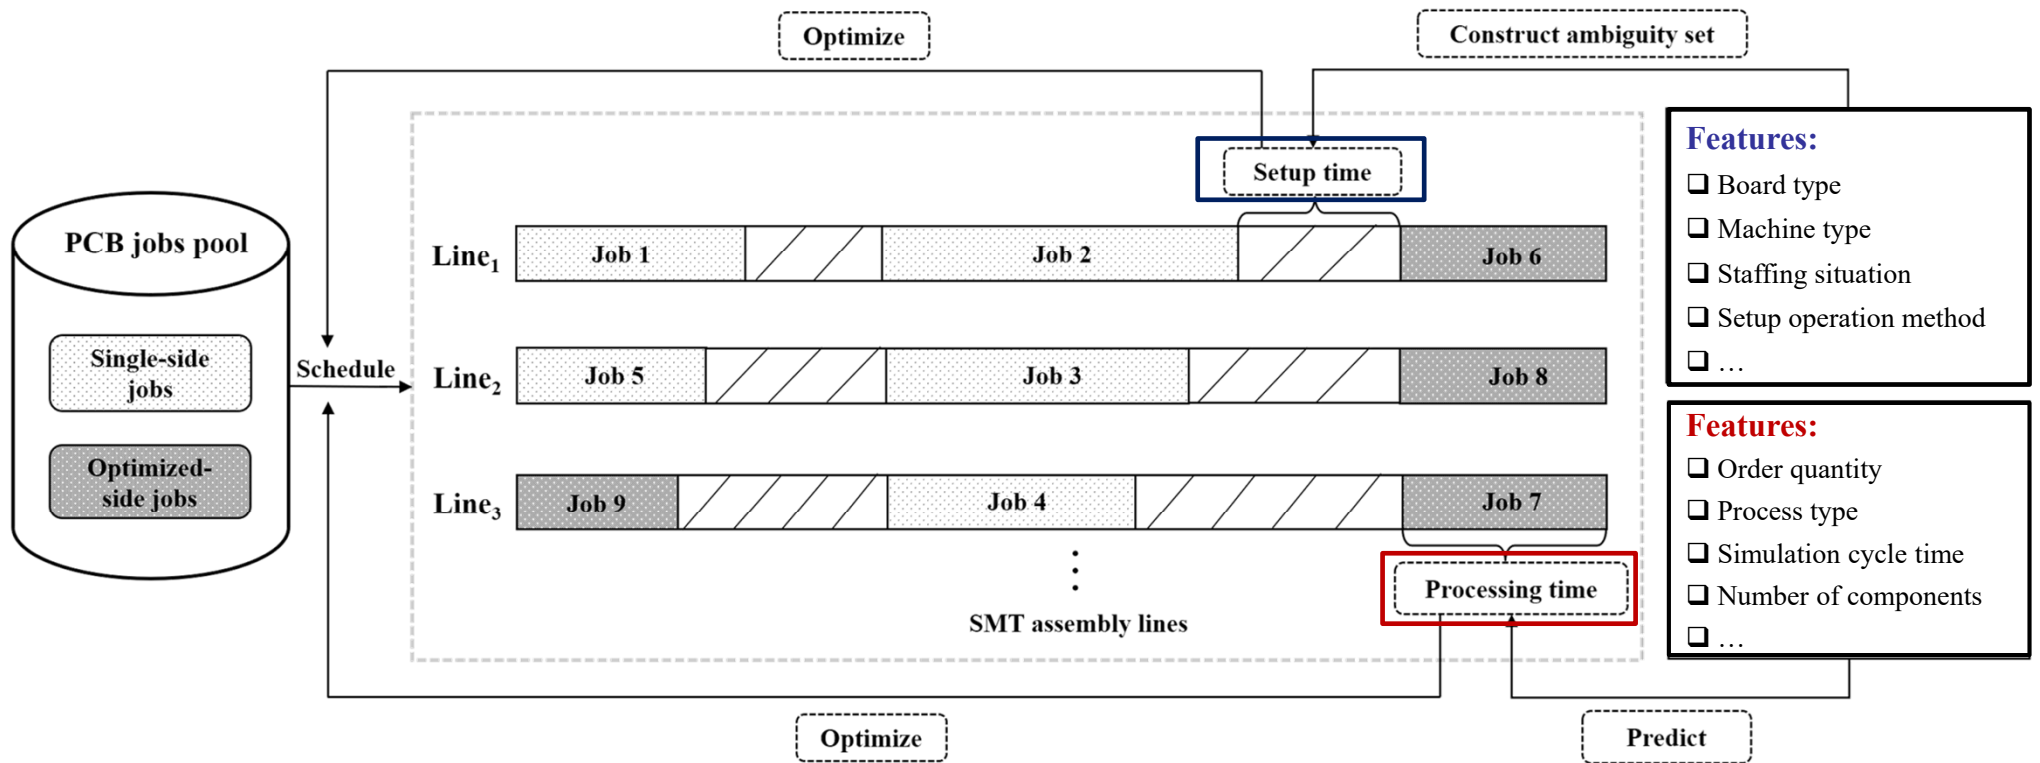 Optimize
Construct ambiguity set
Features:
❑ Board type
❑ Machine type
❑ Staffing situation
❑ Setup operation method
❑ …
Setup time
PCB jobs pool
Single-side
jobs
Optimized-
side jobs
Schedule
Line₁ Job 1 Job 2 Job 6
Line₂ Job 5 Job 3 Job 8
Line₃ Job 9 Job 4 Job 7
⋮
SMT assembly lines
Processing time
Features:
❑ Order quantity
❑ Process type
❑ Simulation cycle time
❑ Number of components
❑ …
Optimize
Predict